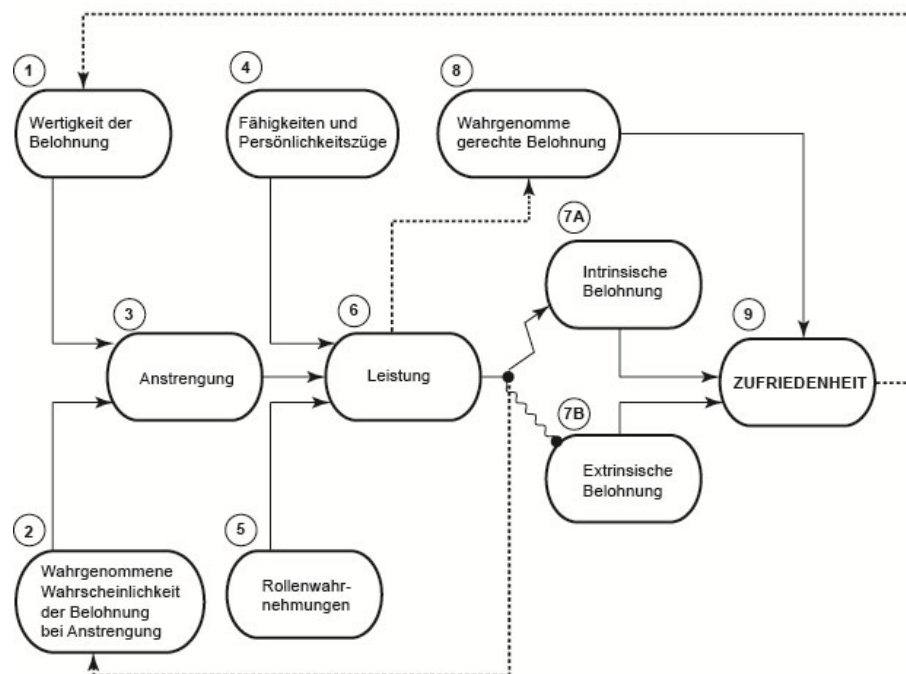 1
Wertigkeit der
Belohnung
4
Fähigkeiten und
Persönlichkeitszüge
8
Wahrgenomme
gerechte Belohnung
7A
Intrinsische
Belohnung
3
Anstrengung
6
Leistung
9
ZUFRIEDENHEIT
7B
Extrinsische
Belohnung
2
Wahrgenommene
Wahrscheinlichkeit
der Belohnung
bei Anstrengung
5
Rollenwahr-
nehmungen